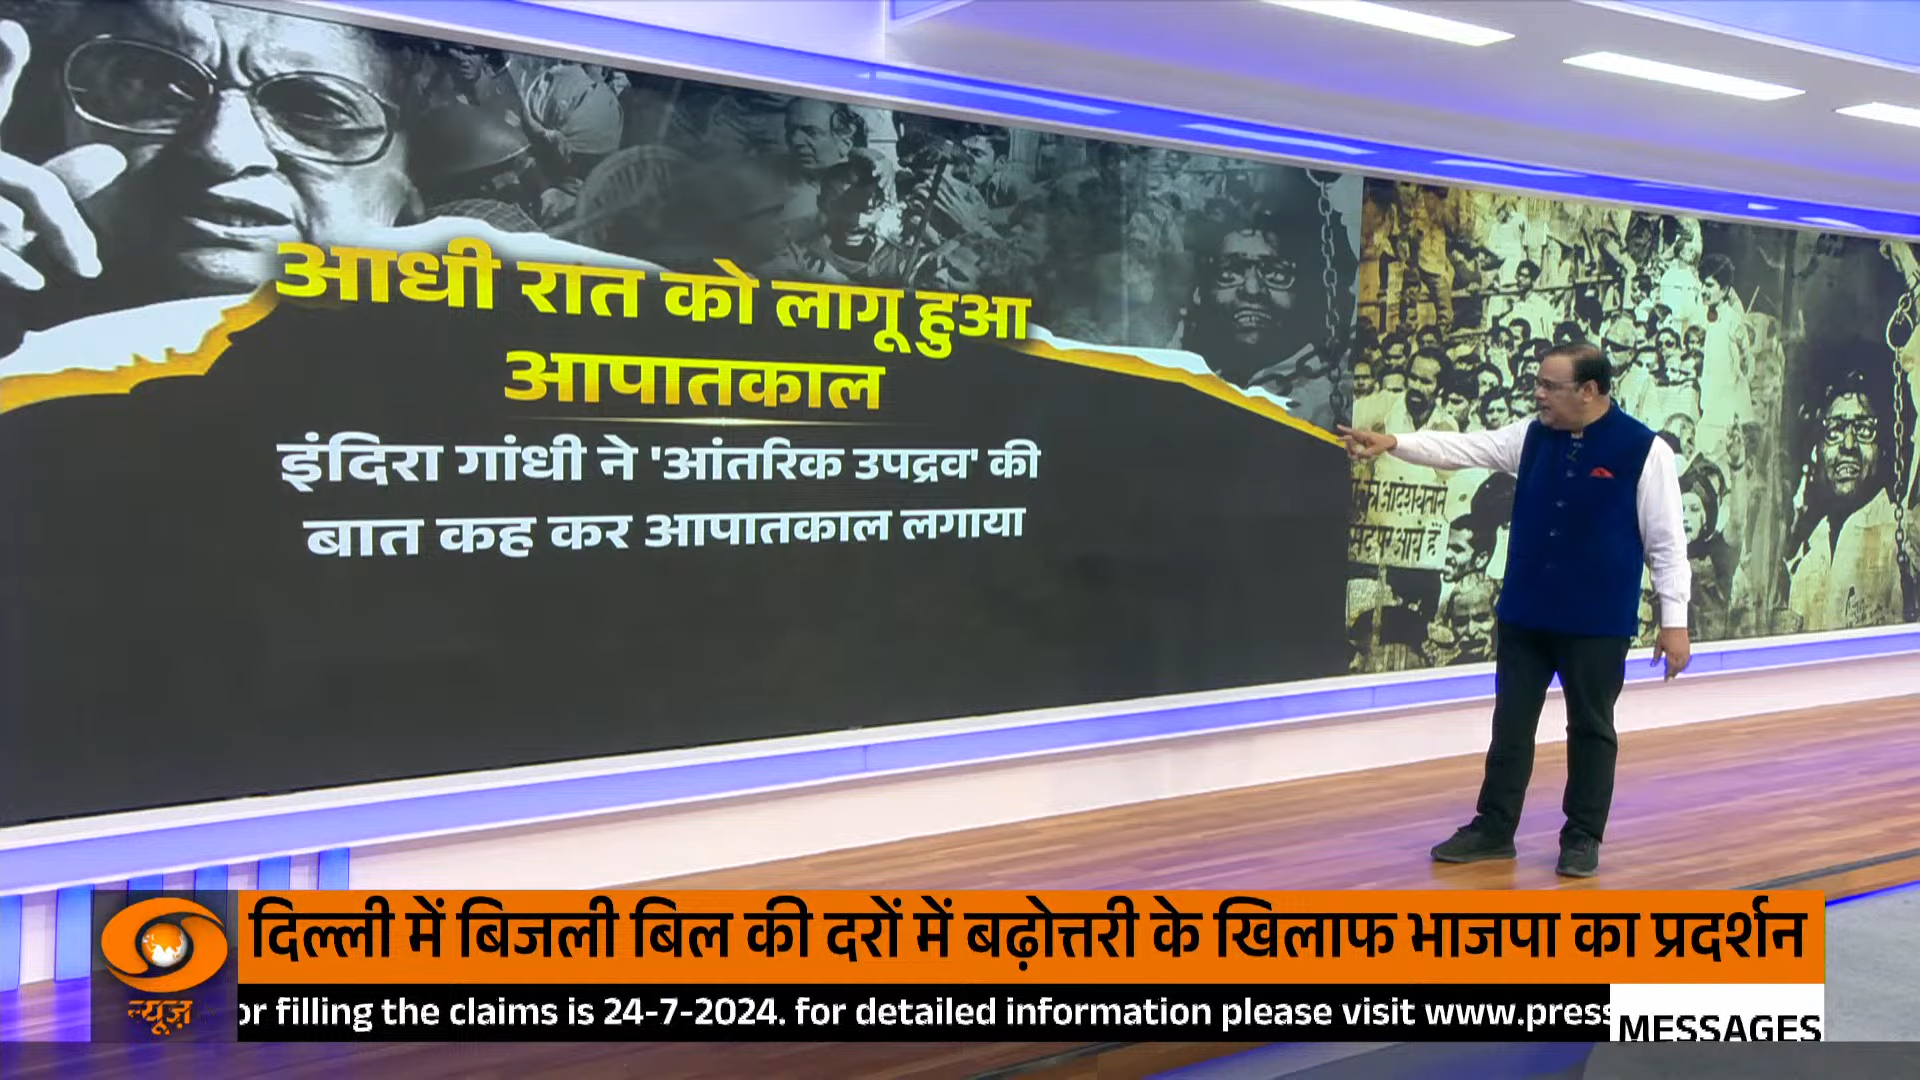 आधी रात को लागू हुआ
आपातकाल
इंदिरा गांधी ने 'आंतरिक उपद्रव' की
बात कह कर आपातकाल लगाया
दिल्ली में बिजली बिल की दरों में बढ़ोत्तरी के खिलाफ भाजपा का प्रदर्शन
न्यूज़
or filling the claims is 24-7-2024. for detailed information please visit www.press
MESSAGES